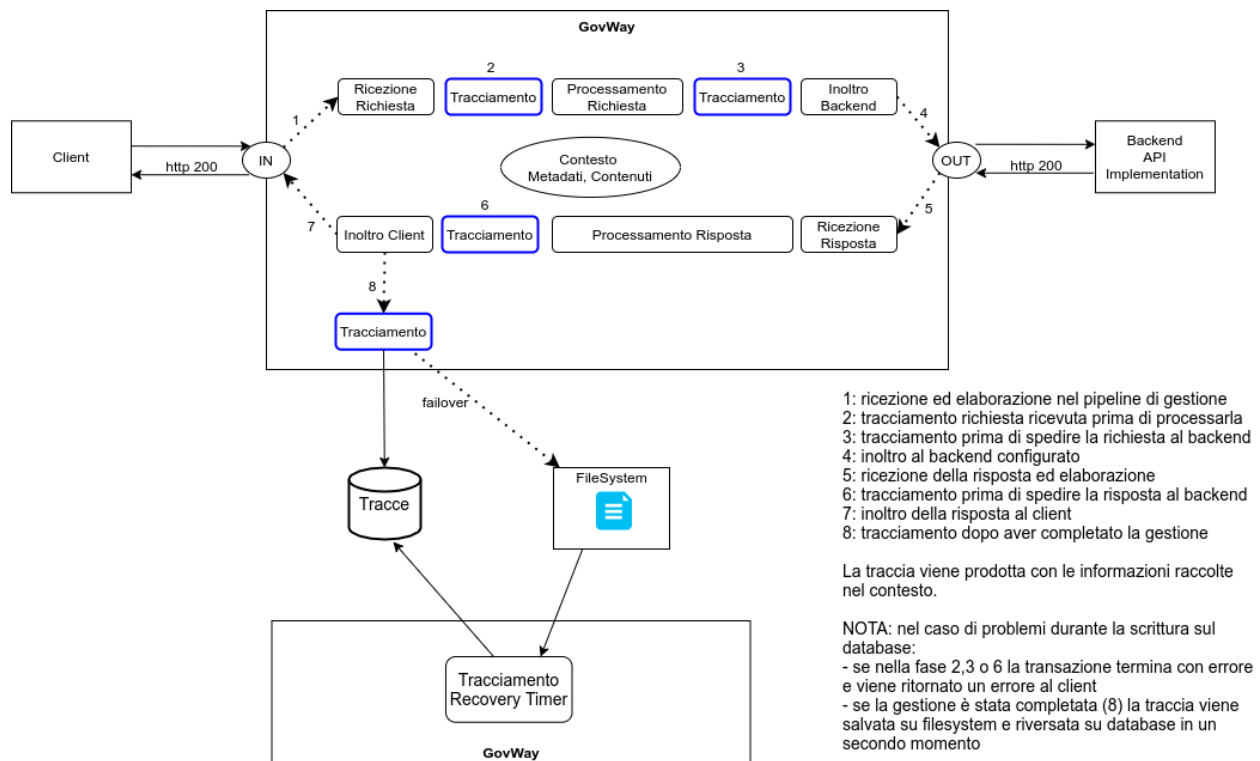 GovWay
2
3
Ricezione
Richiesta
Tracciamento
Processamento
Richiesta
Tracciamento
Inoltro
Backend
1
4
Client
http 200
IN
Contesto
Metadati, Contenuti
OUT
http 200
Backend
API
Implementation
6
7
5
Inoltro Client
Tracciamento
Processamento Risposta
Ricezione
Risposta
8
Tracciamento
failover
Tracce
FileSystem
Tracciamento
Recovery Timer
GovWay
1: ricezione ed elaborazione nel pipeline di gestione
2: tracciamento richiesta ricevuta prima di processarla
3: tracciamento prima di spedire la richiesta al backend
4: inoltro al backend configurato
5: ricezione della risposta ed elaborazione
6: tracciamento prima di spedire la risposta al backend
7: inoltro della risposta al client
8: tracciamento dopo aver completato la gestione
La traccia viene prodotta con le informazioni raccolte
nel contesto.
NOTA: nel caso di problemi durante la scrittura sul
database:
- se nella fase 2,3 o 6 la transazione termina con errore
e viene ritornato un errore al client
- se la gestione è stata completata (8) la traccia viene
salvata su filesystem e riversata su database in un
secondo momento